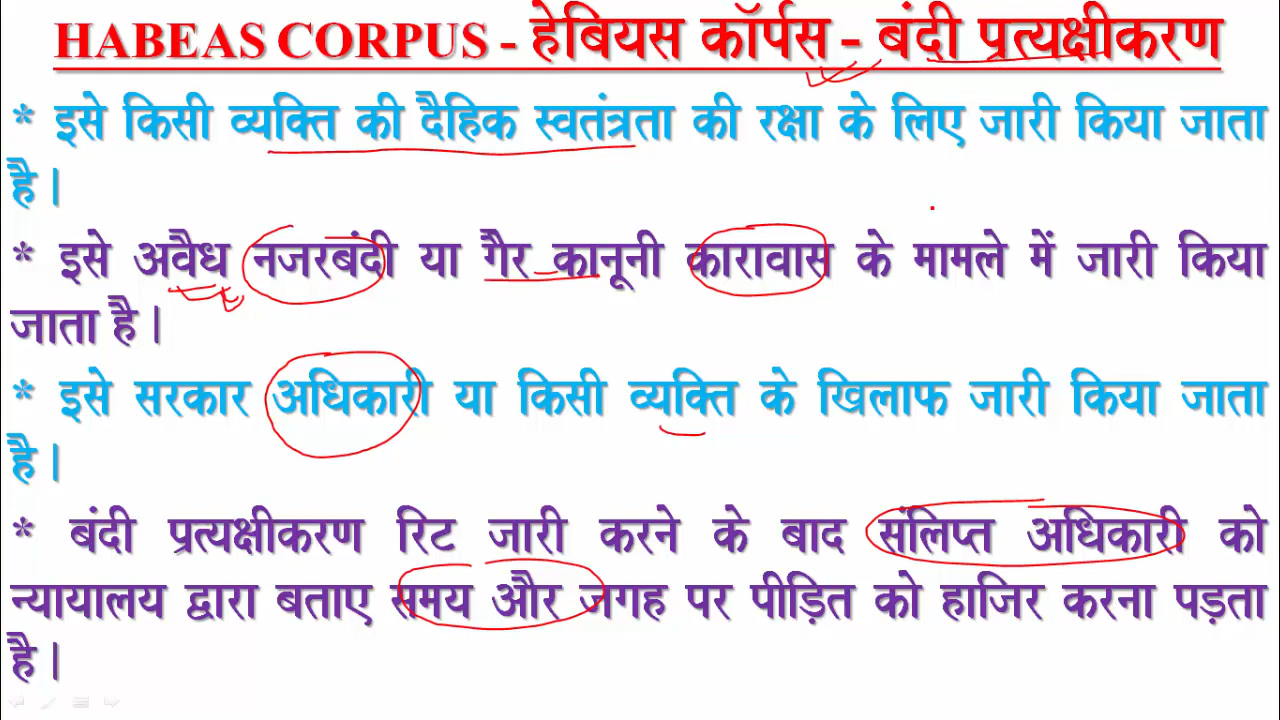 HABEAS CORPUS - हेबियस कॉर्पस - बंदी प्रत्यक्षीकरण
* इसे किसी व्यक्ति की दैहिक स्वतंत्रता की रक्षा के लिए जारी किया जाता
है।
* इसे अवैध नजरबंदी या गैर कानूनी कारावास के मामले में जारी किया
जाता है।
* इसे सरकार अधिकारी या किसी व्यक्ति के खिलाफ जारी किया जाता
है।
* बंदी प्रत्यक्षीकरण रिट जारी करने के बाद संलिप्त अधिकारी को
न्यायालय द्वारा बताए समय और जगह पर पीड़ित को हाजिर करना पड़ता
है।